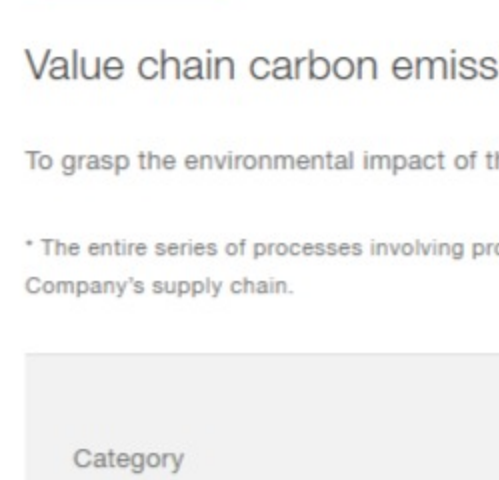 Value chain carbon emiss
To grasp the environmental impact of th
* The entire series of processes involving pro
Company's supply chain.
Category